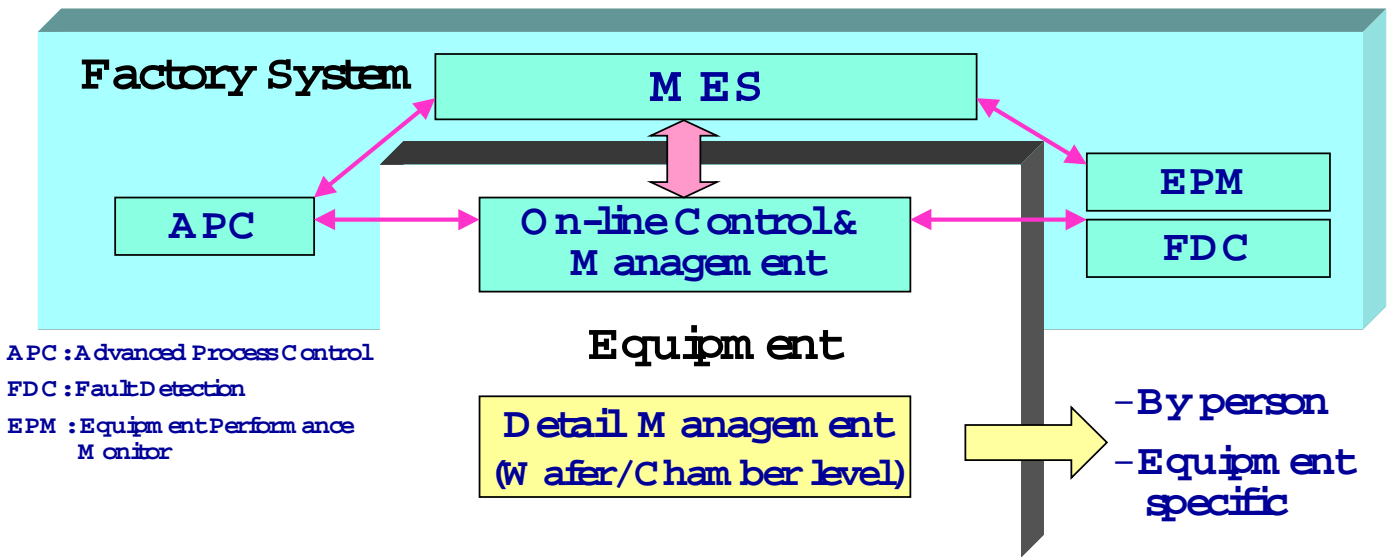 Factory System
MES
EPM
APC
On-line Control &
Management
FDC
Equipment
APC : Advanced Process Control
FDC : Fault Detection
EPM : Equipment Performance
Monitor
Detail Management
(Wafer/Chamber level)
-By person
-Equipment
specific